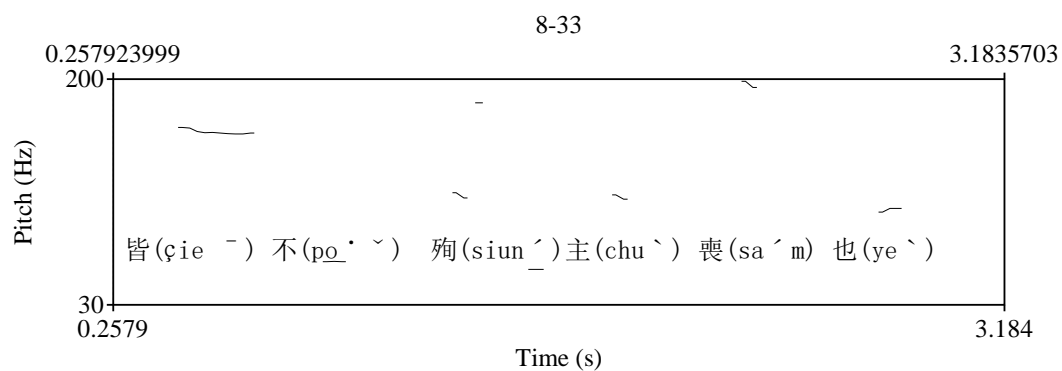 8-33
0.257923999 3.1835703
200
Pitch (Hz)
皆(çie ˉ) 不(po˙ˇ) 殉(siunˊ)主(chuˋ) 喪(saˊm) 也(yeˋ)
30
0.2579 3.184
Time (s)